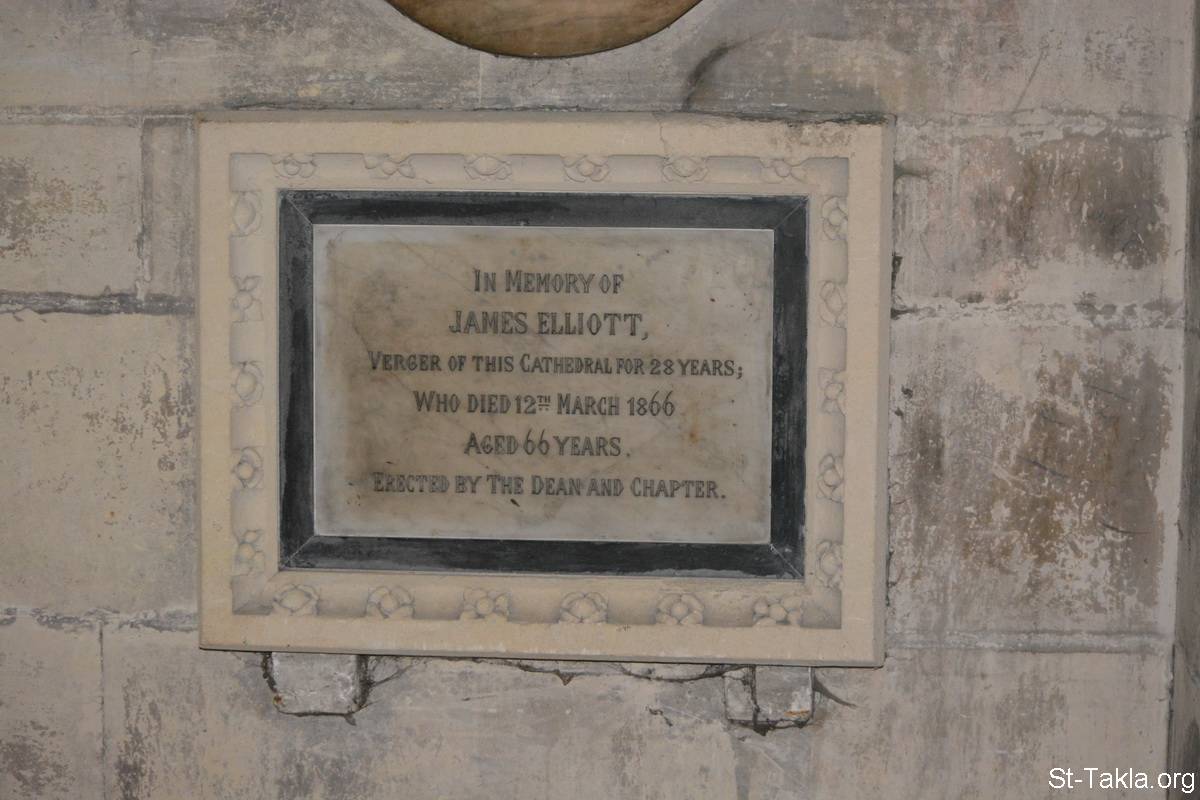 IN MEMORY OF
JAMES ELLIOTT,
VERGER OF THIS CATHEDRAL FOR 28 YEARS;
WHO DIED 12TH MARCH 1866
AGED 66 YEARS.
ERECTED BY THE DEAN AND CHAPTER.
St-Takla.org